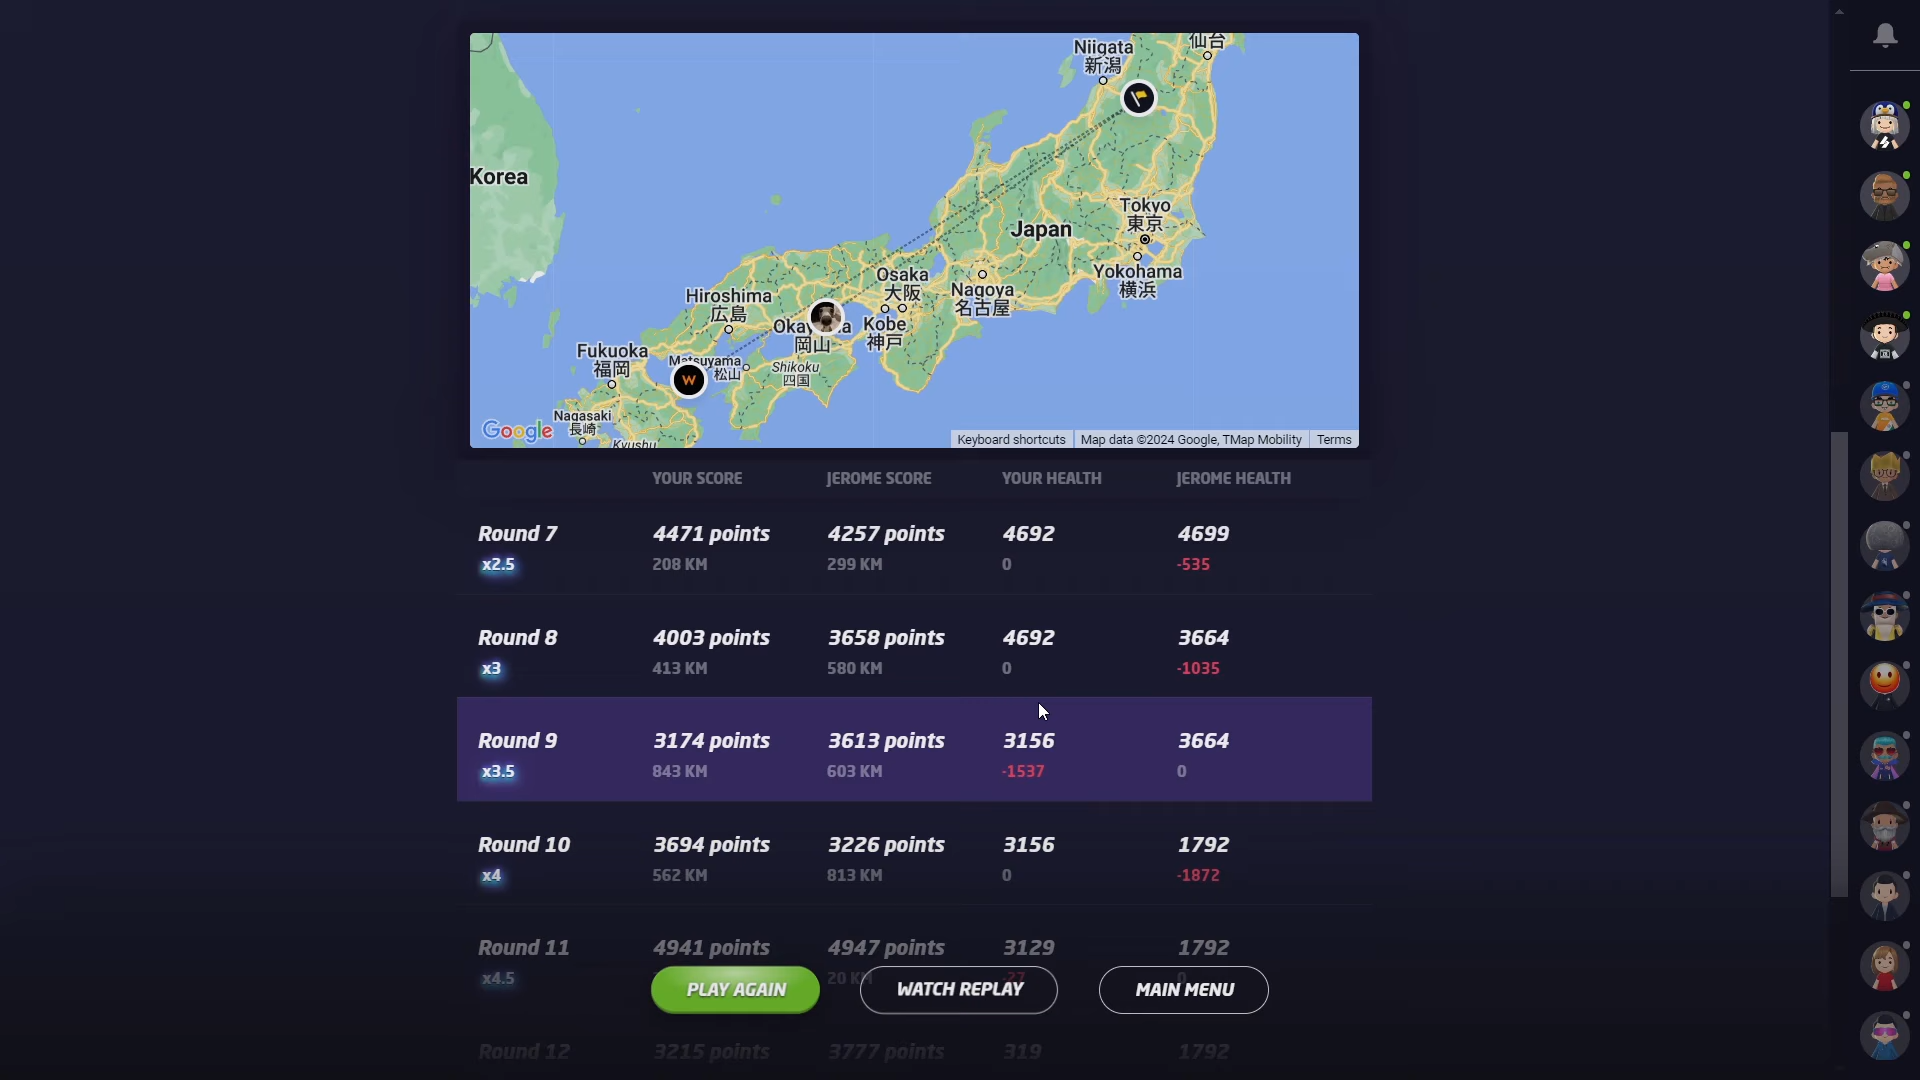 仙台
Niigata
新潟
Korea
Tokyo
東京
Japan
Osaka
大阪
Yokohama
横浜
Nagoya
名古屋
Hiroshima
広島
Kobe
神戸
岡山
Fukuoka
福岡
Matsuyama
松山
Shikoku
四国
W
Nagasaki
長崎
Kyushu
Google
Keyboard shortcuts
Map data ©2024 Google, TMap Mobility
Terms
YOUR SCORE JEROME SCORE YOUR HEALTH JEROME HEALTH
Round 7 4471 points 4257 points 4692 4699
x2.5 208 KM 299 KM 0 -535
Round 8 4003 points 3658 points 4692 3664
x3 413 KM 580 KM 0 -1035
Round 9 3174 points 3613 points 3156 3664
x3.5 843 KM 603 KM -1537 0
Round 10 3694 points 3226 points 3156 1792
x4 562 KM 813 KM 0 -1872
Round 11 4941 points 4947 points 3129 1792
x4.5 20 KM -27 0
PLAY AGAIN WATCH REPLAY MAIN MENU
Round 12 3215 points 3777 points 319 1792